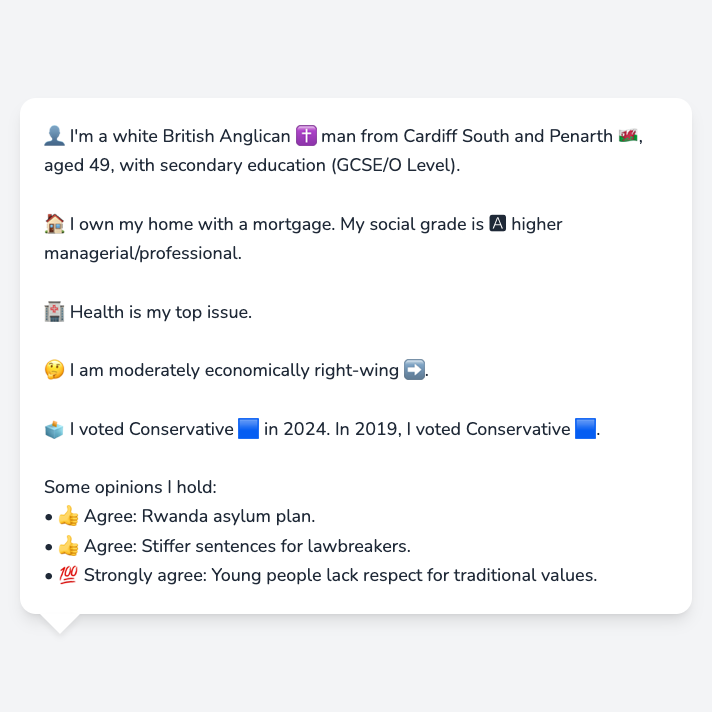 👤 I'm a white British Anglican ✝️ man from Cardiff South and Penarth 🏴󠁧󠁢󠁷󠁬󠁳󠁿,
aged 49, with secondary education (GCSE/O Level).
🏠 I own my home with a mortgage. My social grade is 🅰 higher
managerial/professional.
🏥 Health is my top issue.
🤔 I am moderately economically right-wing ➡️.
🗳️ I voted Conservative 🟦 in 2024. In 2019, I voted Conservative 🟦.
Some opinions I hold:
• 👍 Agree: Rwanda asylum plan.
• 👍 Agree: Stiffer sentences for lawbreakers.
• 💯 Strongly agree: Young people lack respect for traditional values.